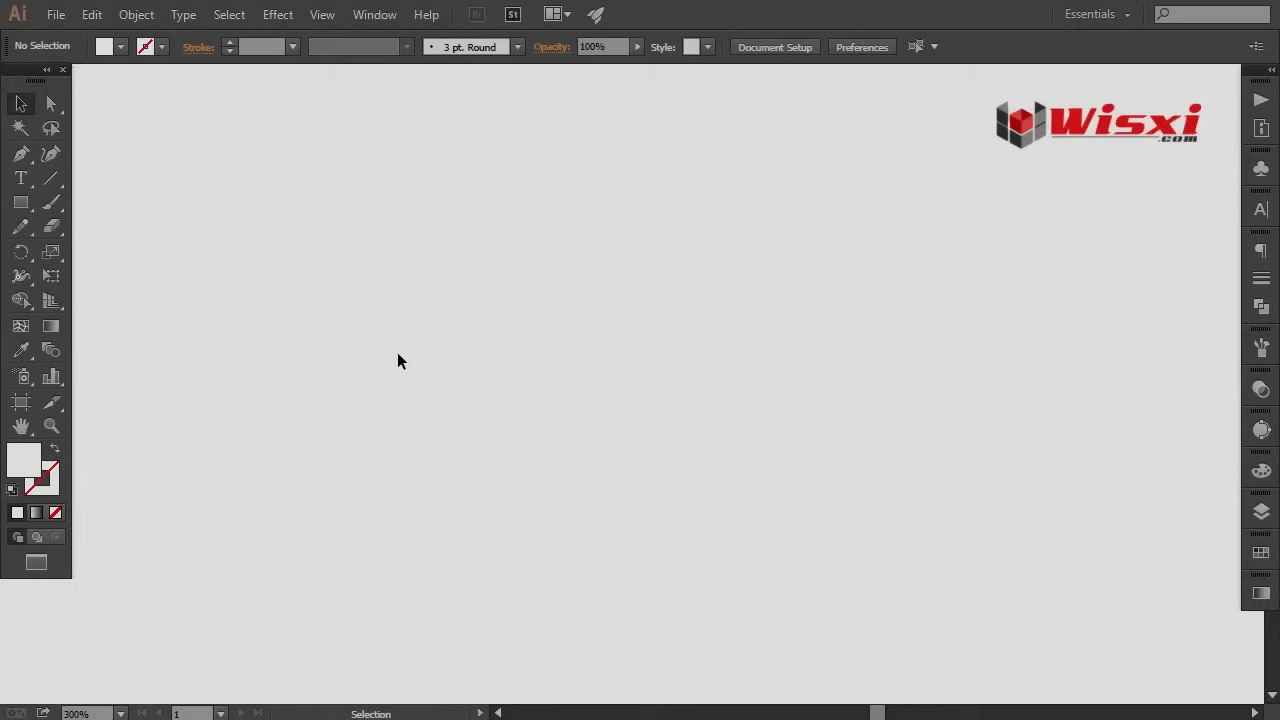 Ai File Edit Object Type Select Effect View Window Help Br St Essentials
No Selection Stroke: 3 pt. Round Opacity: 100% Style: Document Setup Preferences
Wisxi
.com
T
A
300% 1 Selection